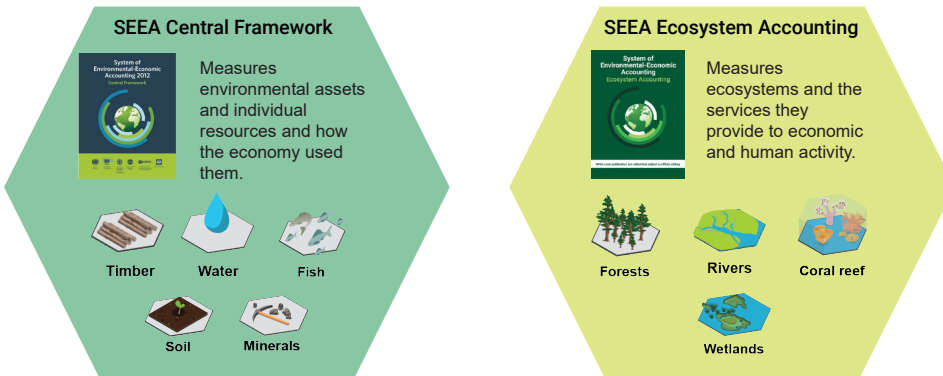 SEEA Central Framework
System of
Environmental-Economic
Accounting 2012
Central Framework
Measures
environmental assets
and individual
resources and how
the economy used
them.
Timber
Water
Fish
Soil
Minerals
SEEA Ecosystem Accounting
System of
Environmental-Economic
Accounting
Ecosystem Accounting
Measures
ecosystems and the
services they
provide to economic
and human activity.
Forests
Rivers
Coral reef
Wetlands